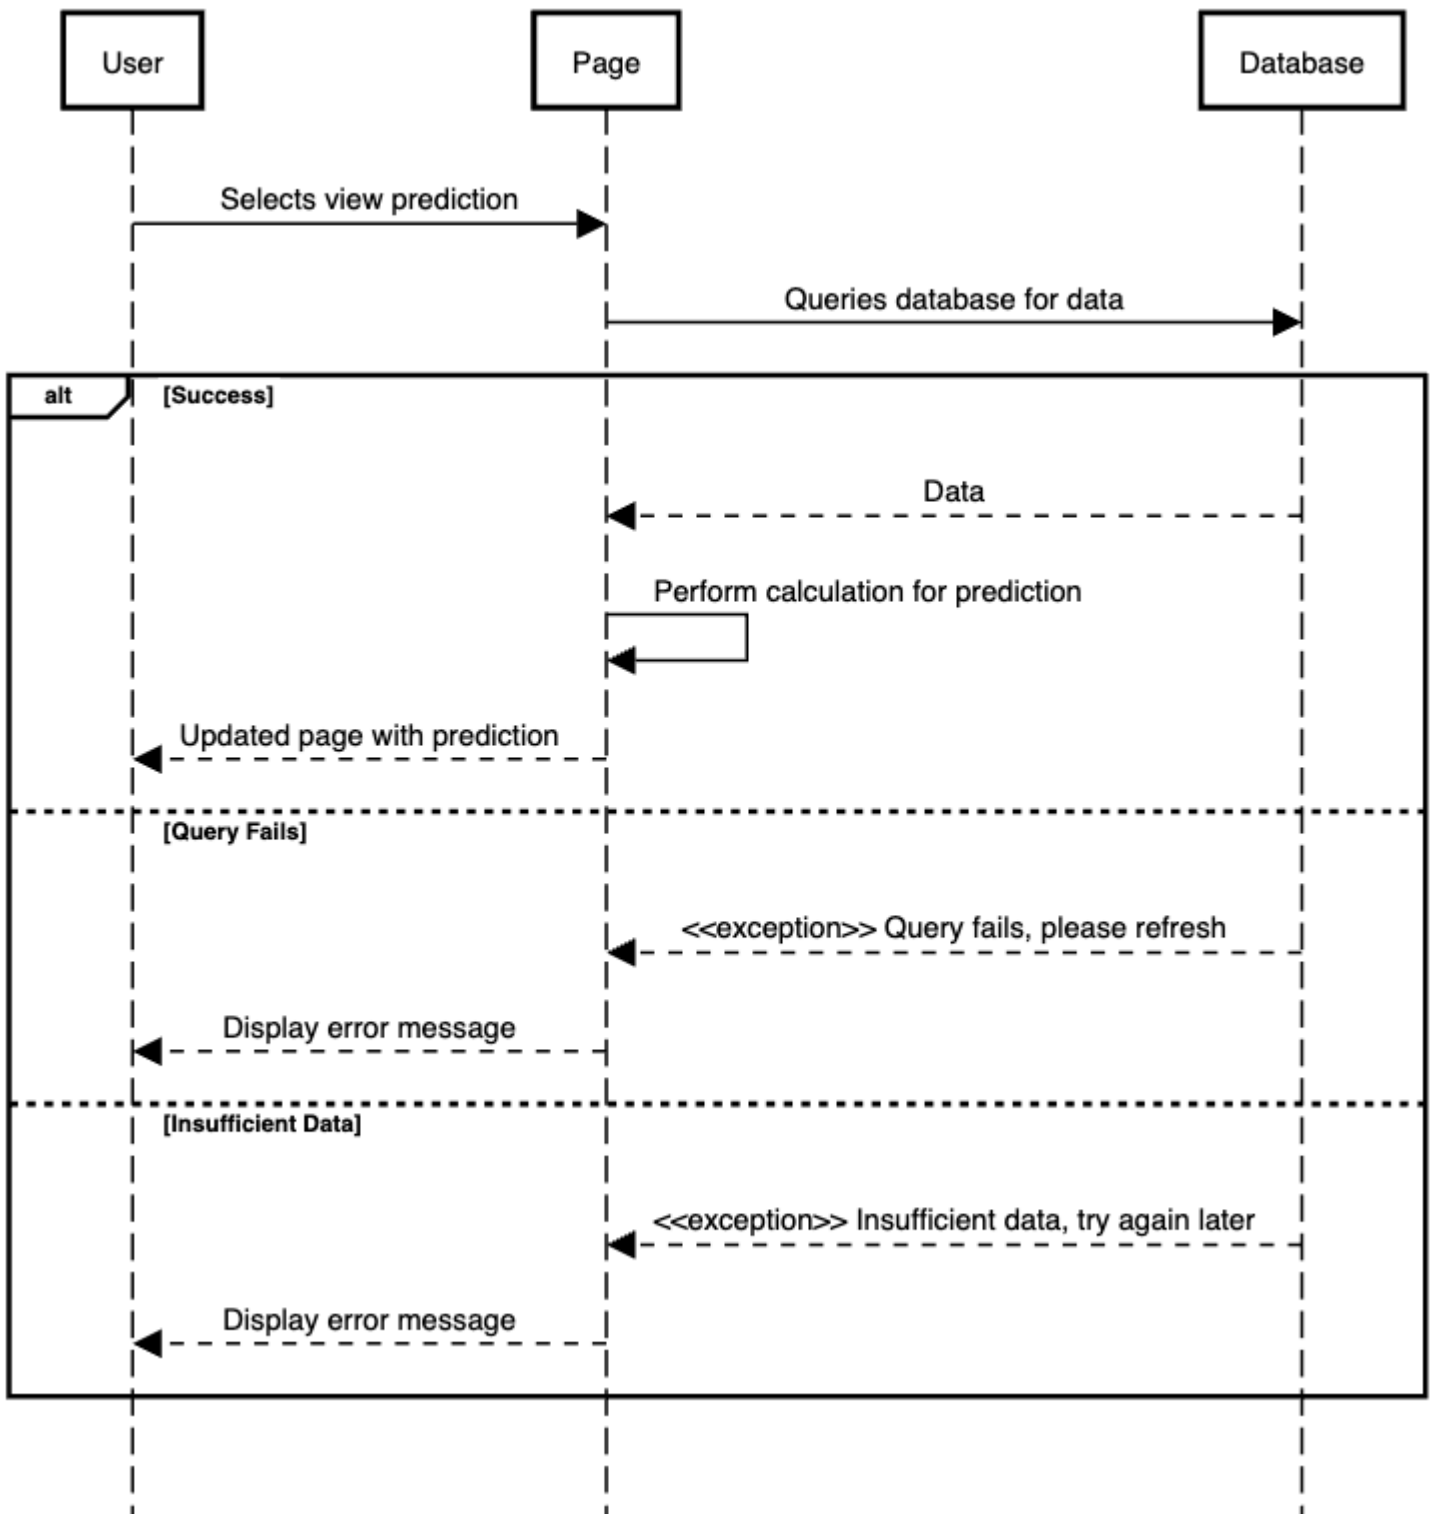 User
Page
Database
Selects view prediction
Queries database for data
alt
[Success]
Data
Perform calculation for prediction
Updated page with prediction
[Query Fails]
<<exception>> Query fails, please refresh
Display error message
[Insufficient Data]
<<exception>> Insufficient data, try again later
Display error message